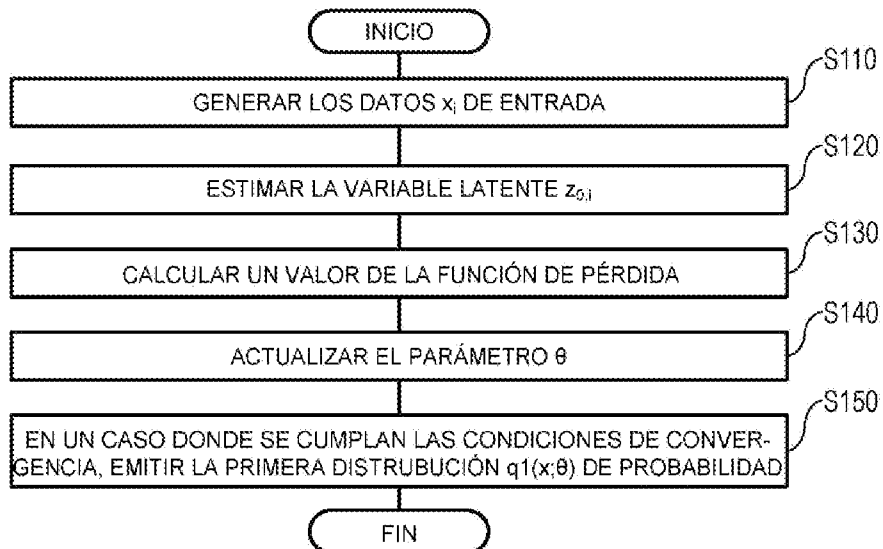 INICIO
S110
GENERAR LOS DATOS xᵢ DE ENTRADA
S120
ESTIMAR LA VARIABLE LATENTE z₀,ᵢ
S130
CALCULAR UN VALOR DE LA FUNCIÓN DE PÉRDIDA
S140
ACTUALIZAR EL PARÁMETRO θ
S150
EN UN CASO DONDE SE CUMPLAN LAS CONDICIONES DE CONVER-
GENCIA, EMITIR LA PRIMERA DISTRUBUCIÓN q1(x;θ) DE PROBABILIDAD
FIN